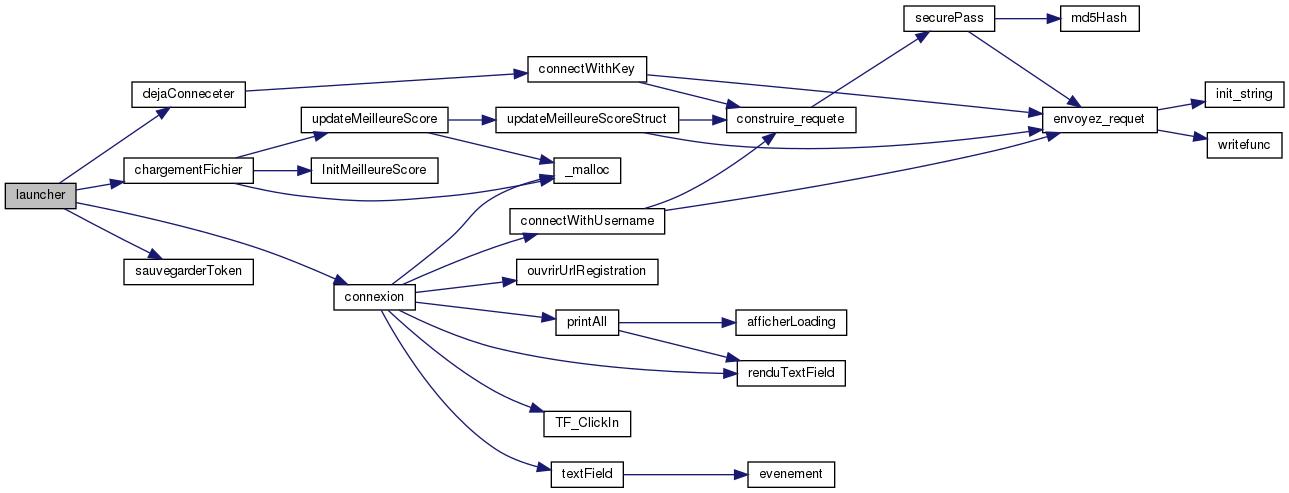 securePass
md5Hash
connectWithKey
dejaConneceter
init_string
updateMeilleureScore
updateMeilleureScoreStruct
construire_requete
envoyez_requet
writefunc
chargementFichier
InitMeilleureScore
_malloc
launcher
connectWithUsername
sauvegarderToken
ouvrirUrlRegistration
connexion
printAll
afficherLoading
renduTextField
TF_ClickIn
textField
evenement